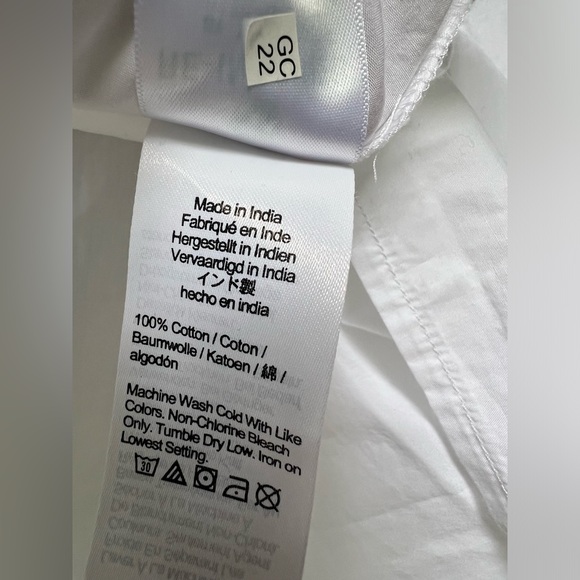 GC
22
Made in India
Fabriqué en Inde
Hergestellt in Indien
Vervaardigd in India
インド製
hecho en india
100% Cotton / Coton /
Baumwolle / Katoen / 綿 /
algodón
Machine Wash Cold With Like
Colors. Non-Chlorine Bleach
Only. Tumble Dry Low. Iron on
Lowest Setting.
30